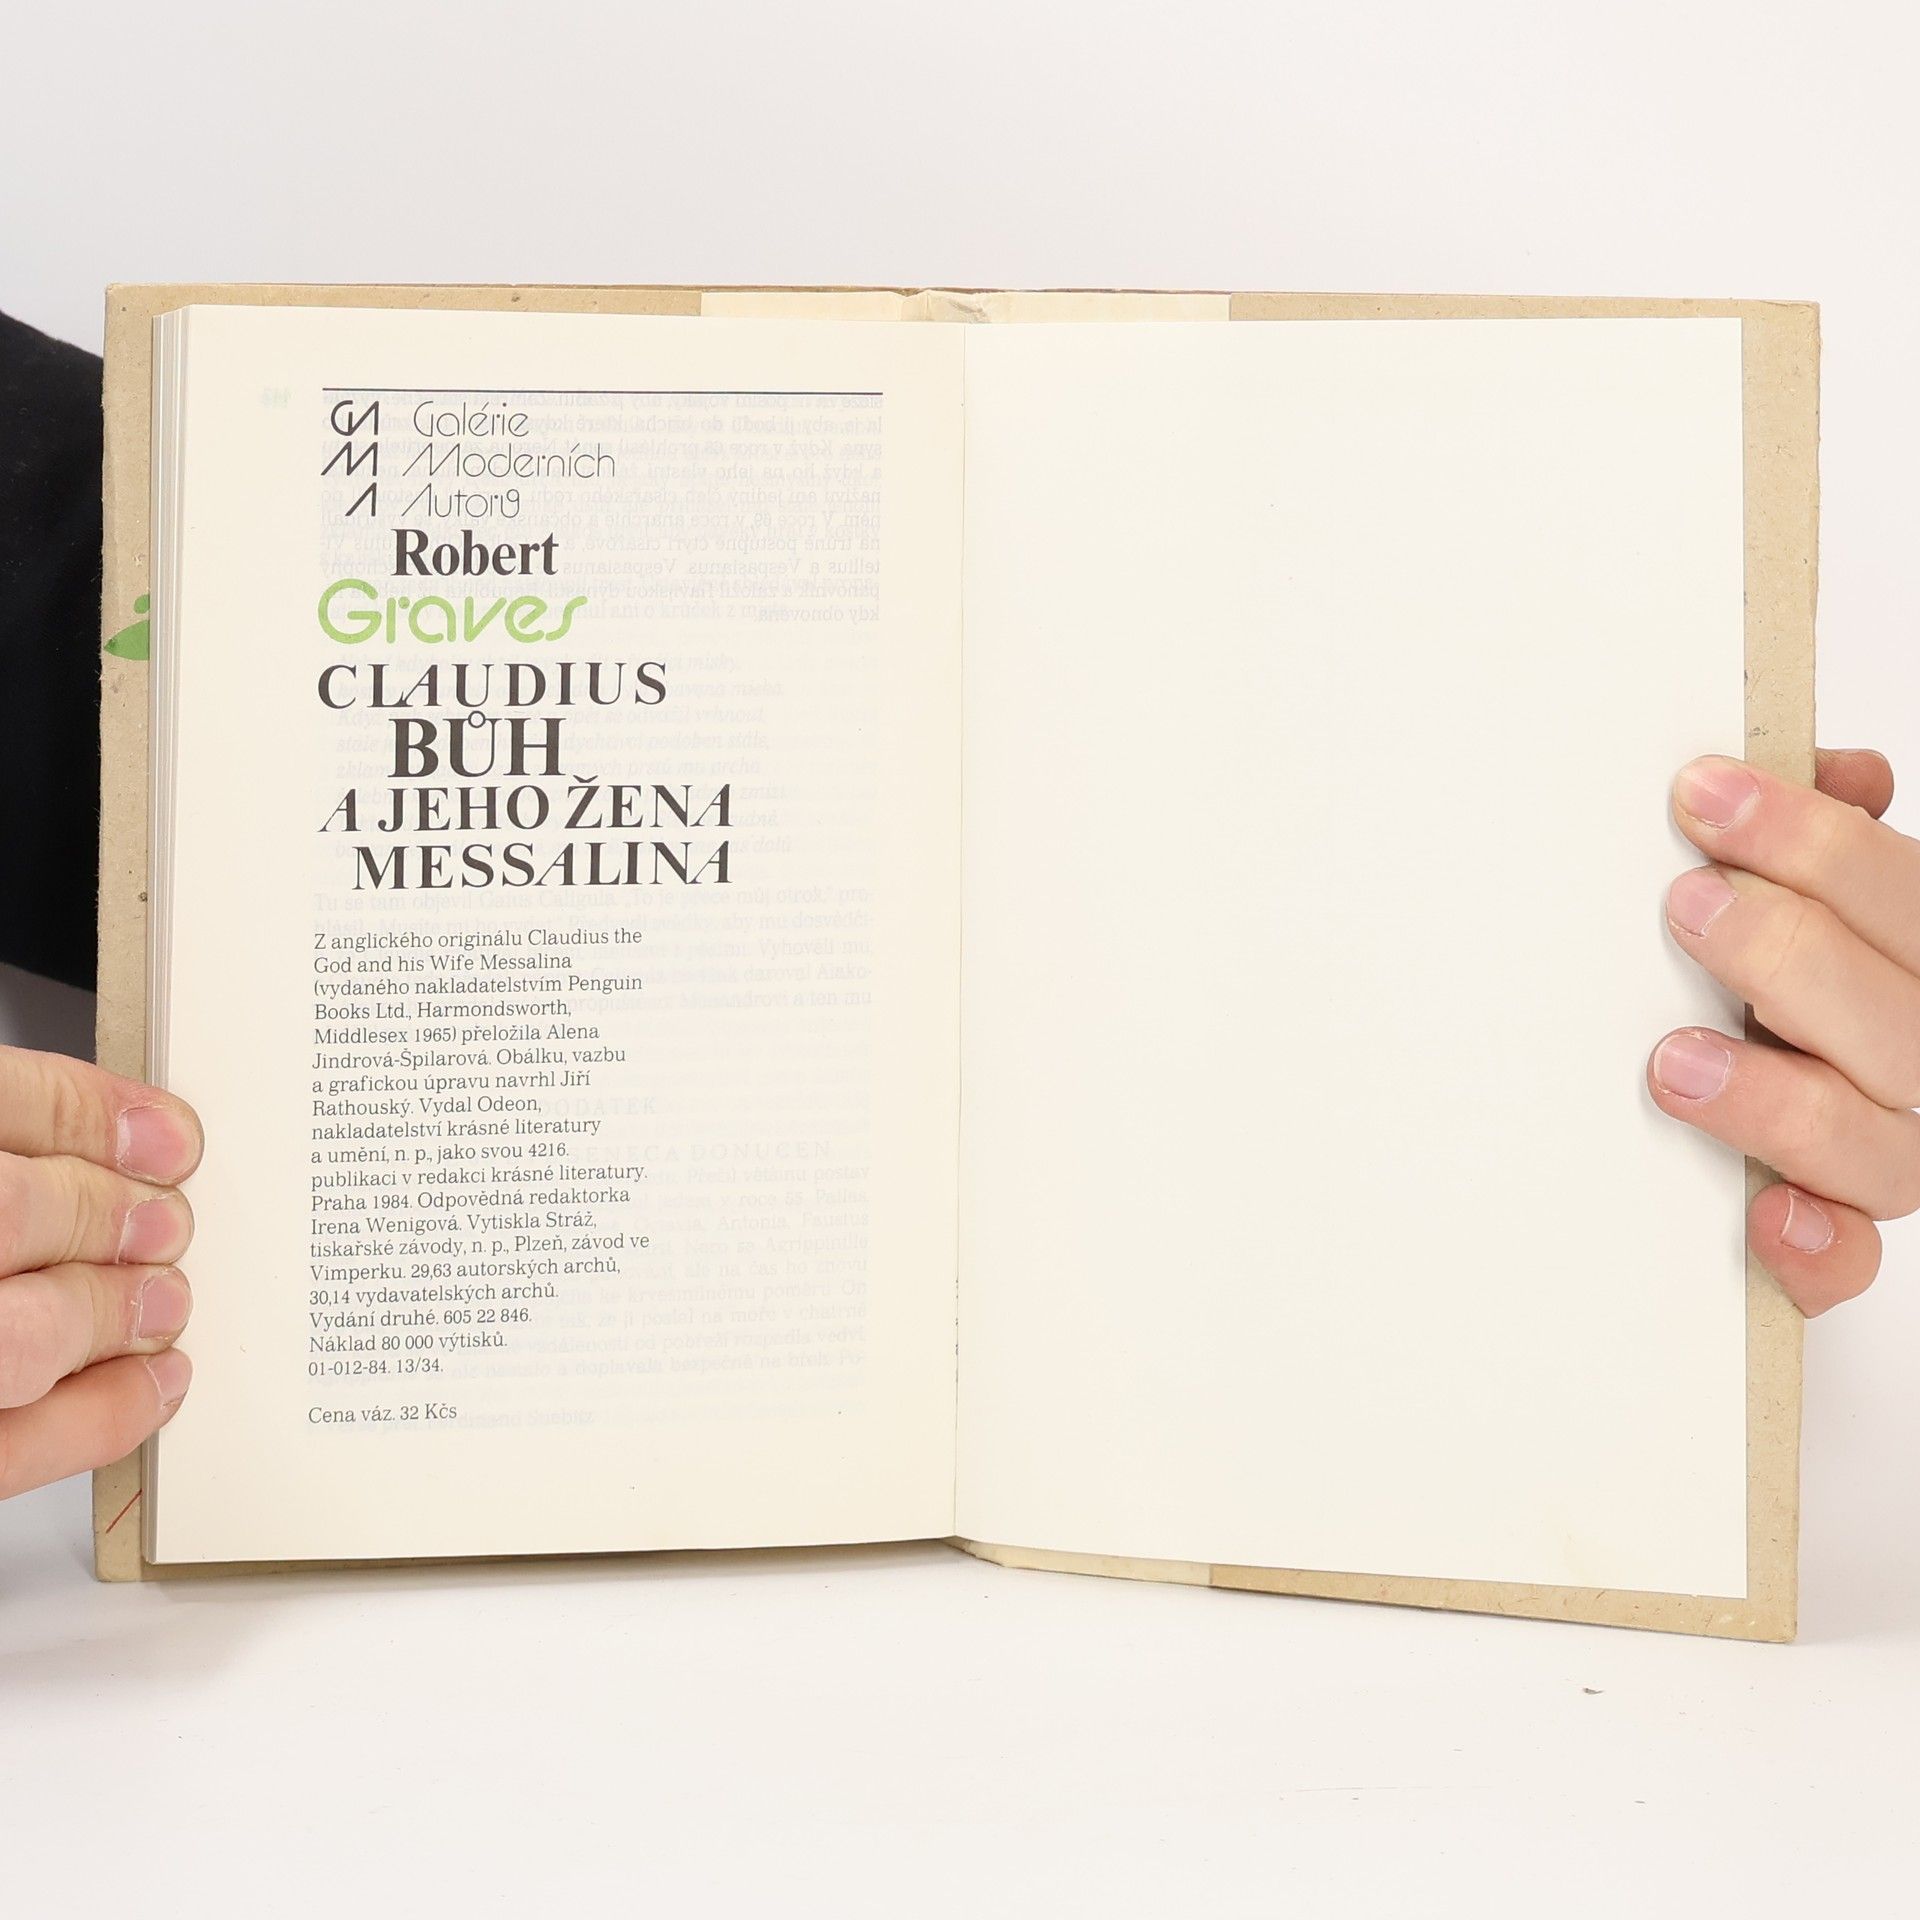 GN Galérie
M Moderních
A Autorů
Robert
Graves
CLAUDIUS
BŮH
A JEHO ŽENA
MESSALINA
Z anglického originálu Claudius the
God and his Wife Messalina
(vydaného nakladatelstvím Penguin
Books Ltd., Harmondsworth,
Middlesex 1965) přeložila Alena
Jindrová-Špilarová. Obálku, vazbu
a grafickou úpravu navrhl Jiří
Rathouský. Vydal Odeon,
nakladatelství krásné literatury
a umění, n. p., jako svou 4216.
publikaci v redakci krásné literatury.
Praha 1984. Odpovědná redaktorka
Irena Wenigová. Vytiskla Stráž,
tiskařské závody, n. p., Plzeň, závod ve
Vimperku. 29,63 autorských archů,
30,14 vydavatelských archů.
Vydání druhé. 605 22 846.
Náklad 80 000 výtisků.
01-012-84. 13/34.
Cena váz. 32 Kčs